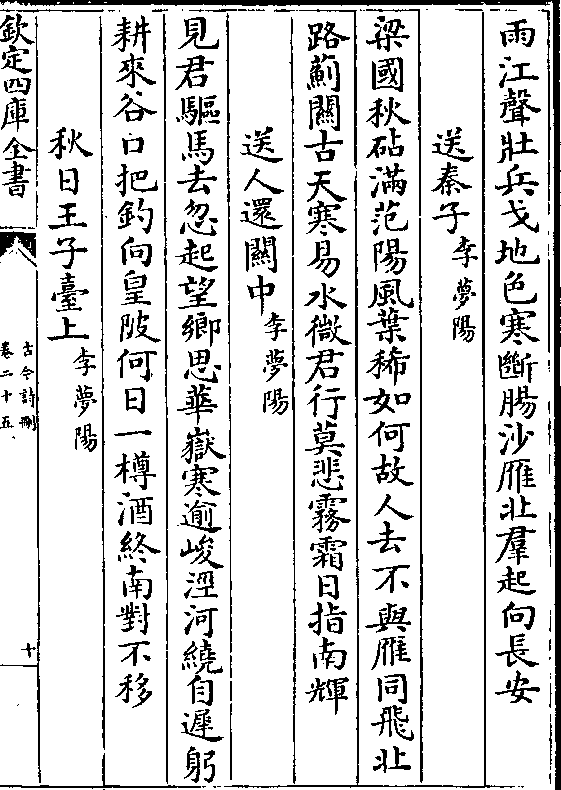 雨江聲壯兵戈地色寒斷腸沙雁北羣起向長安
送秦子李夢陽
梁國秋砧滿范陽風葉稀如何故人去不與雁同飛北
路薊關古天寒易水微君行莫悲霧霜日指南輝
送人還關中李夢陽
見君驅馬去忽起望鄉思華嶽寒逾峻涇河繞自遲躬
耕來谷口把釣向皇陂何日一樽酒終南對不移
秋日王子臺上李夢陽
欽定四庫全書
古今詩刪
卷二十五
十